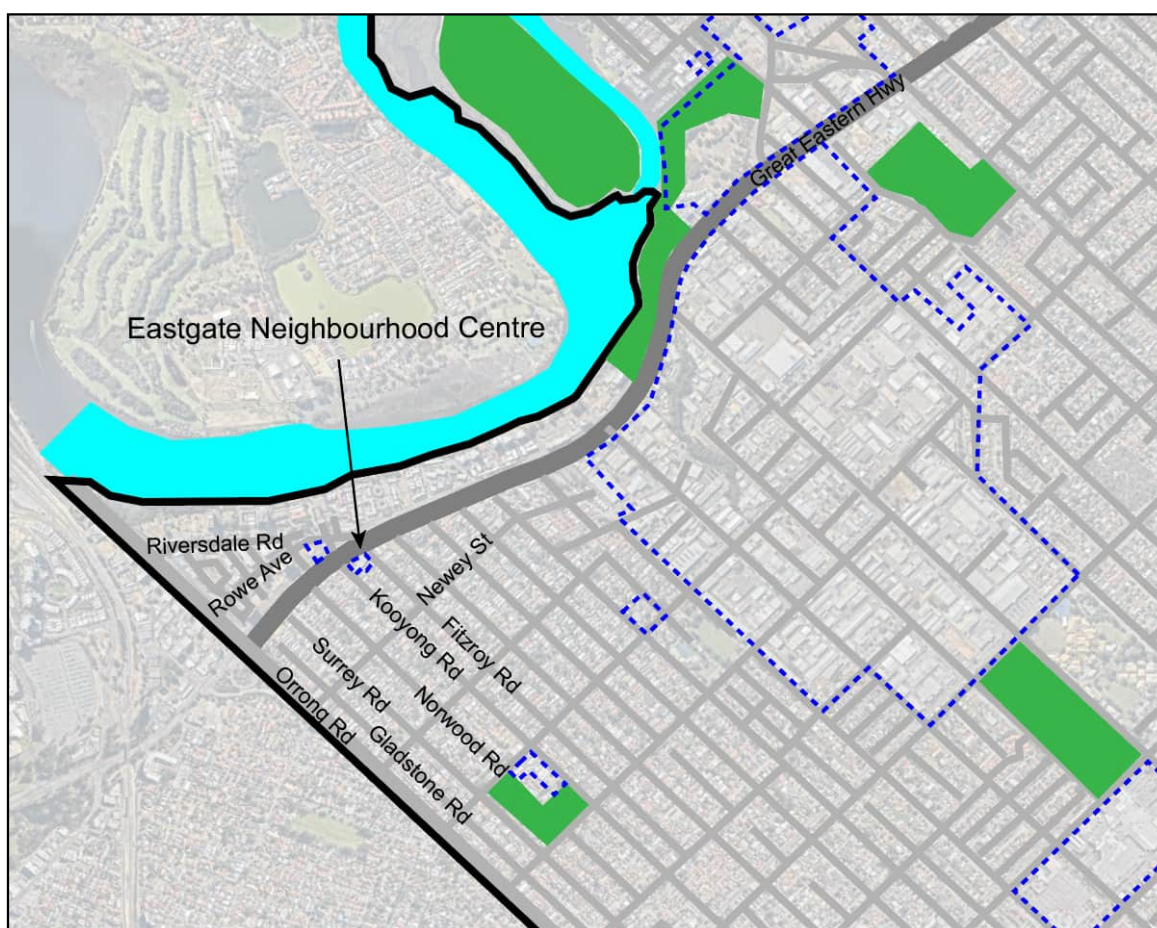 Great Eastern Hwy
Eastgate Neighbourhood Centre
Riversdale Rd
Rowe Ave
Newey St
Kooyong Rd
Fitzroy Rd
Surrey Rd
Norwood Rd
Orrong Rd
Gladstone Rd